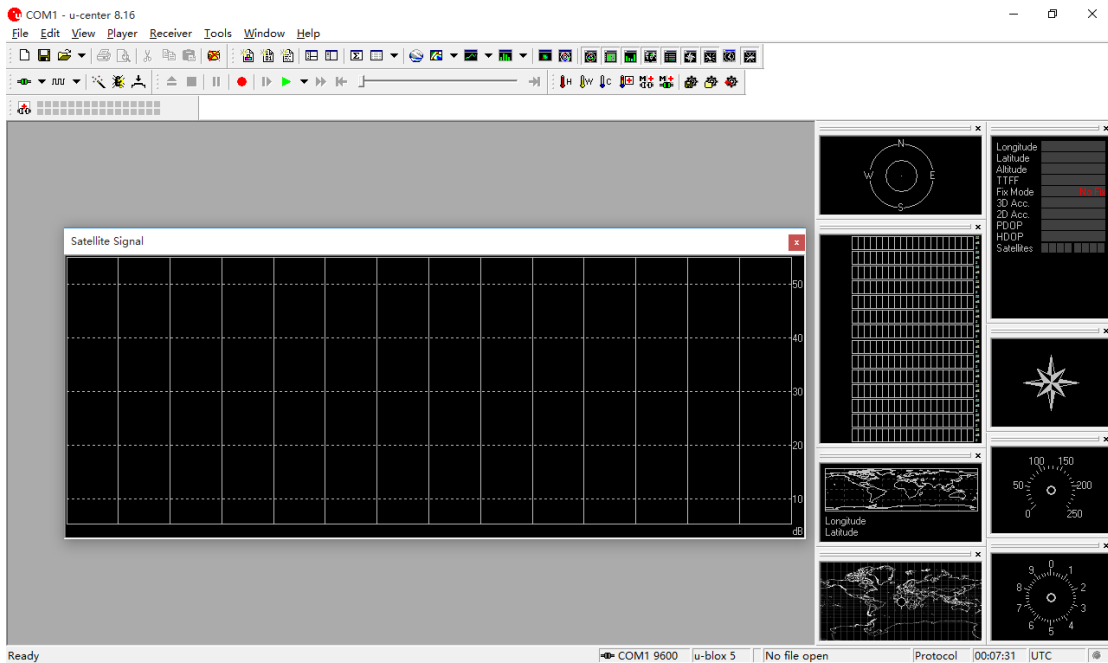 COM1 - u-center 8.16
File Edit View Player Receiver Tools Window Help
H W C
Satellite Signal
50
40
30
20
10
dB
N
W E
S
Longitude
Latitude
Altitude
TTFF
Fix Mode No Fix
3D Acc.
2D Acc.
PDOP
HDOP
Satellites
Longitude
Latitude
100 150
50 200
0 250
9 0 1
8 2
7 3
6 5 4
Ready COM1 9600 u-blox 5 No file open Protocol 00:07:31 UTC